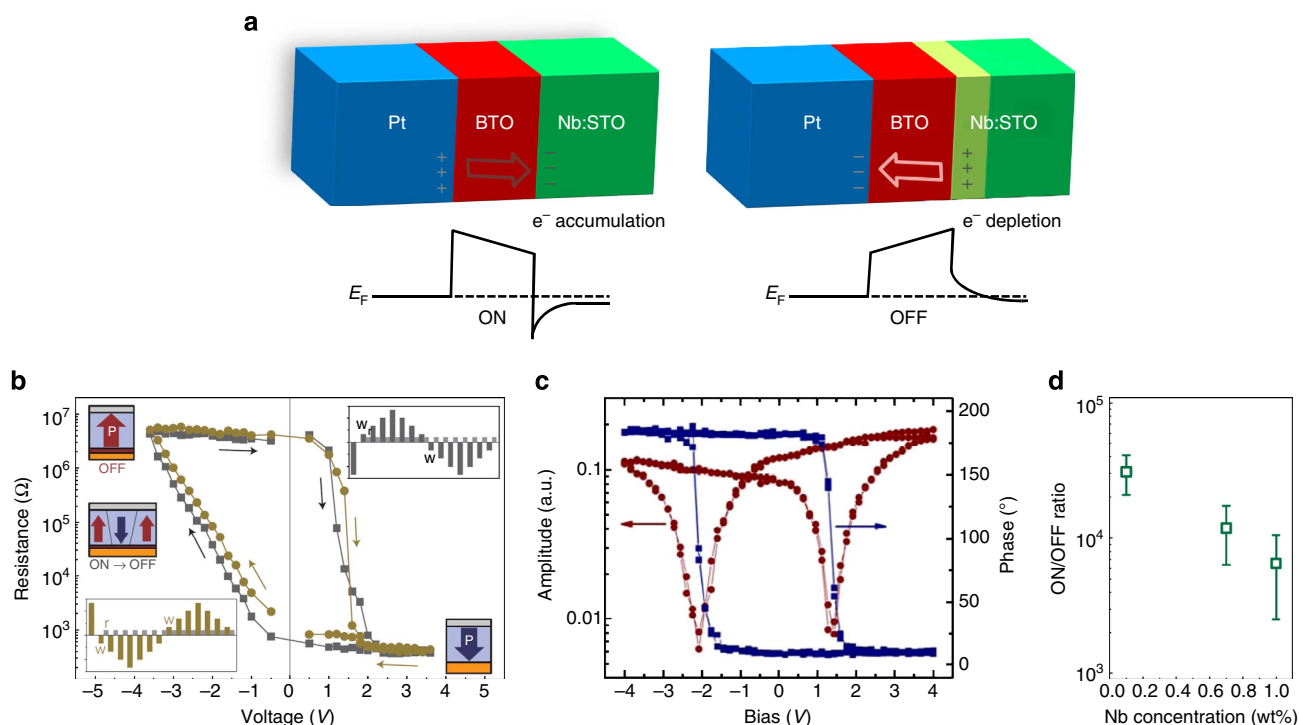 a
Pt
BTO
Nb:STO
+ −
+ −
+ −
e⁻ accumulation
E_F
ON
Pt
BTO
Nb:STO
− +
− +
− +
e⁻ depletion
E_F
OFF
b
Resistance (Ω)
10⁷
10⁶
10⁵
10⁴
10³
P
OFF
ON → OFF
r
w
w
w
r
w
P
−5 −4 −3 −2 −1 0 1 2 3 4 5
Voltage (V)
c
Amplitude (a.u.)
0.1
0.01
200
150
100
50
0
Phase (°)
−4 −3 −2 −1 0 1 2 3 4
Bias (V)
d
ON/OFF ratio
10⁵
10⁴
10³
0.0 0.2 0.4 0.6 0.8 1.0
Nb concentration (wt%)